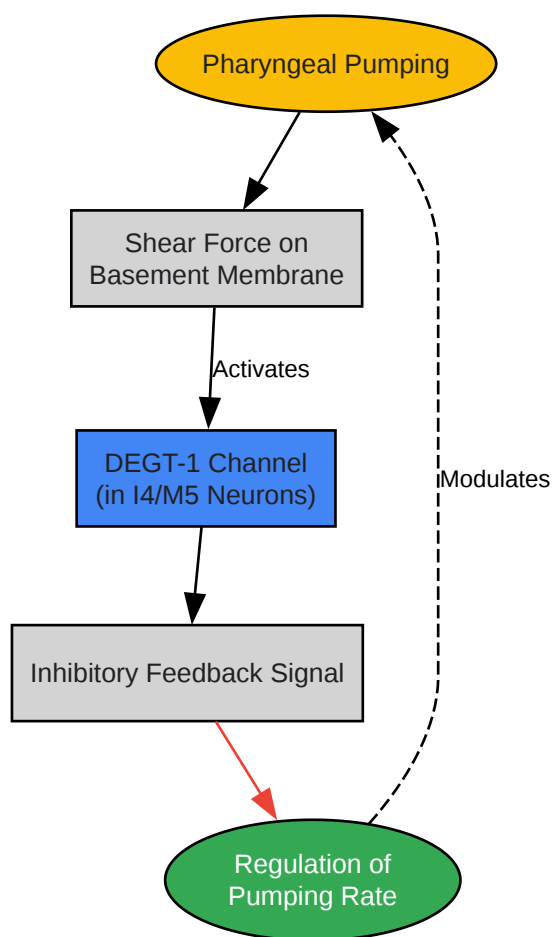 Pharyngeal Pumping
Shear Force on
Basement Membrane
Activates
DEGT-1 Channel
(in I4/M5 Neurons)
Modulates
Inhibitory Feedback Signal
Regulation of
Pumping Rate